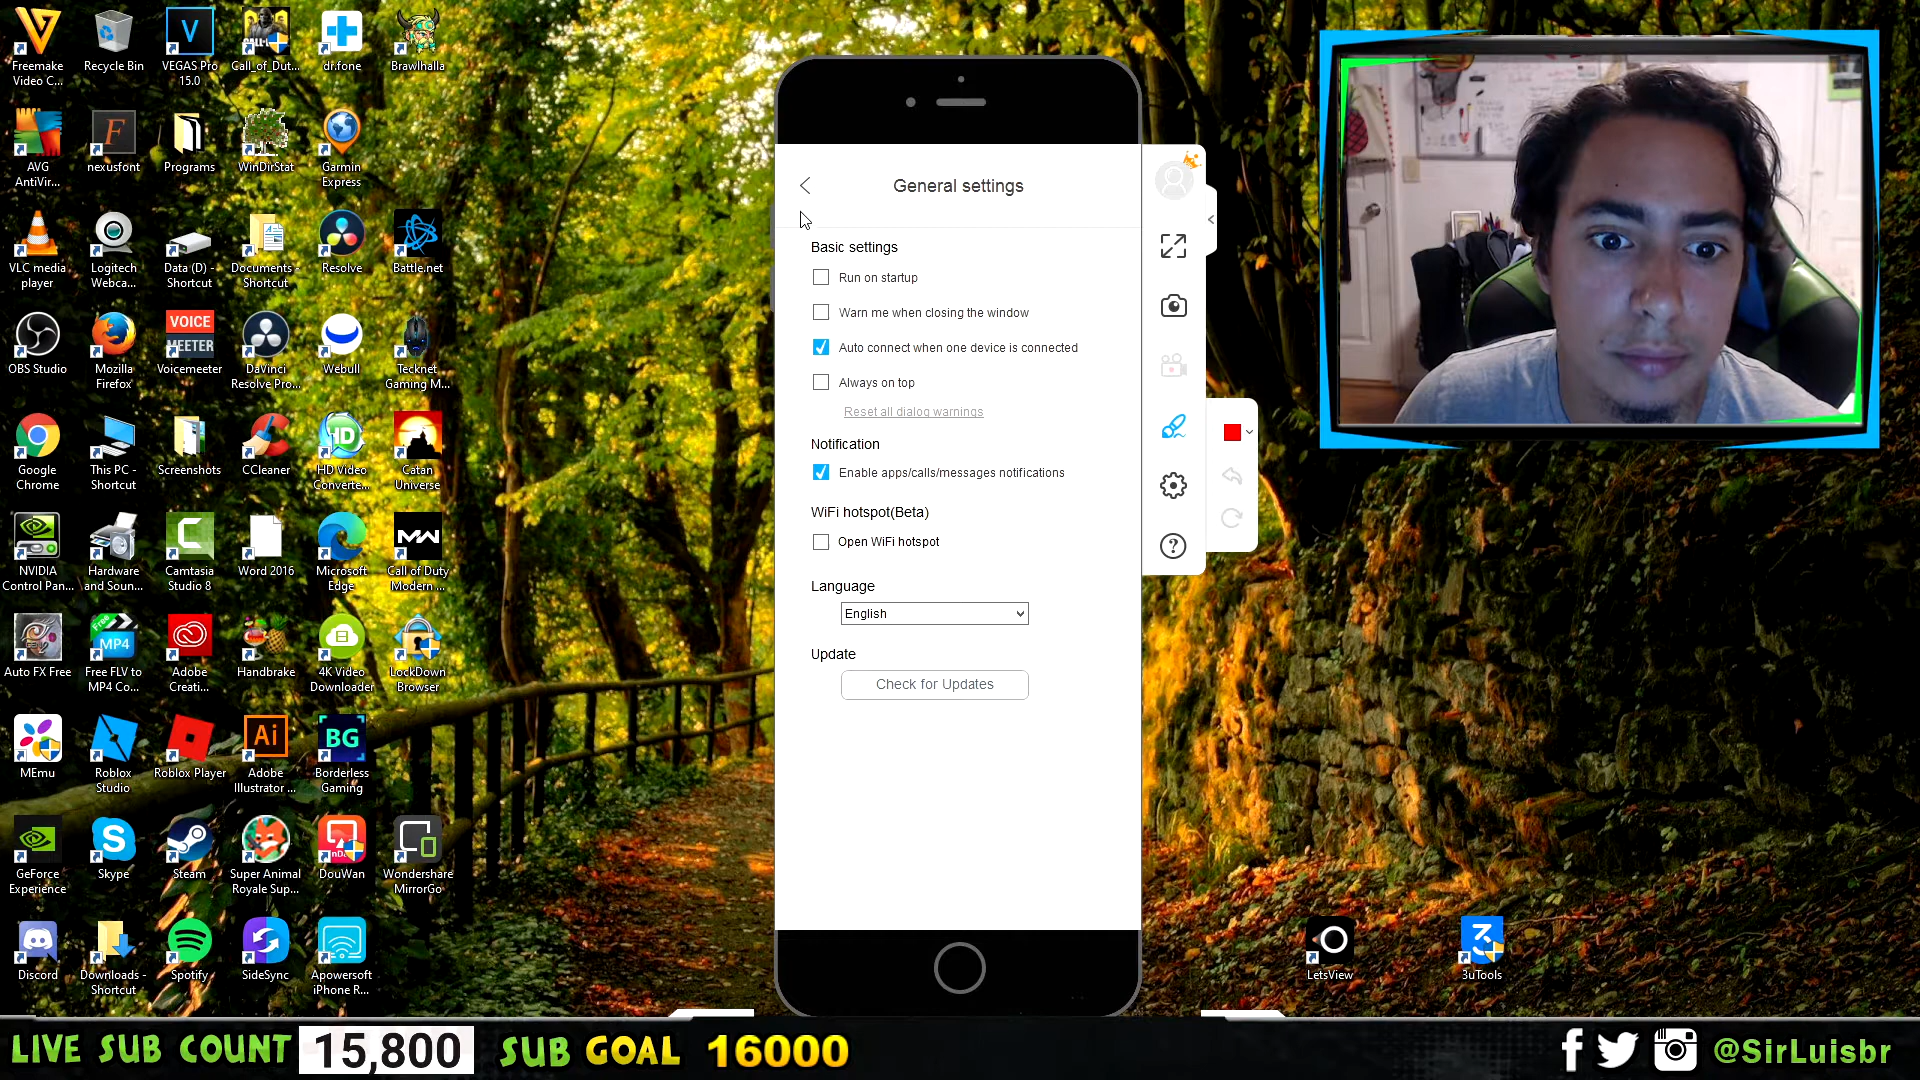 Freemake
Video C...
Recycle Bin
VEGAS Pro
15.0
Call_of_Dut...
dr.fone
Brawlhalla
AVG
AntiVir...
nexusfont
Programs
WinDirStat
Garmin
Express
VLC media
player
Logitech
Webca...
Data (D) -
Shortcut
Documents -
Shortcut
Resolve
Battle.net
OBS Studio
Mozilla
Firefox
VOICE
MEETER
Voicemeeter
DaVinci
Resolve Pro...
Webull
Tecknet
Gaming M...
Google
Chrome
This PC -
Shortcut
Screenshots
CCleaner
HD
HD Video
Converte...
Catan
Universe
NVIDIA
Control Pan...
Hardware
and Soun...
Camtasia
Studio 8
Word 2016
Microsoft
Edge
MW
Call of Duty
Modern ...
Auto FX Free
Free
MP4
Free FLV to
MP4 Co...
Adobe
Creati...
Handbrake
4K Video
Downloader
LockDown
Browser
MEmu
Roblox
Studio
Roblox Player
Ai
Adobe
Illustrator ...
BG
Borderless
Gaming
GeForce
Experience
Skype
Steam
Super Animal
Royale Sup...
DouWan
Wondershare
MirrorGo
Discord
Downloads -
Shortcut
Spotify
SideSync
Apowersoft
iPhone R...
General settings
Basic settings
Run on startup
Warn me when closing the window
Auto connect when one device is connected
Always on top
Reset all dialog warnings
Notification
Enable apps/calls/messages notifications
WiFi hotspot(Beta)
Open WiFi hotspot
Language
English
Update
Check for Updates
LetsView
3uTools
LIVE SUB COUNT 15,800 SUB GOAL 16000
@SirLuisbr